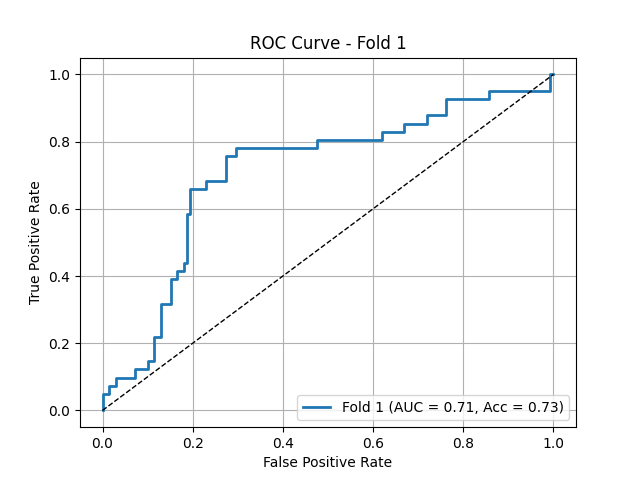 ROC Curve - Fold 1
1.0
0.8
0.6
0.4
0.2
0.0
True Positive Rate
Fold 1 (AUC = 0.71, Acc = 0.73)
0.0 0.2 0.4 0.6 0.8 1.0
False Positive Rate